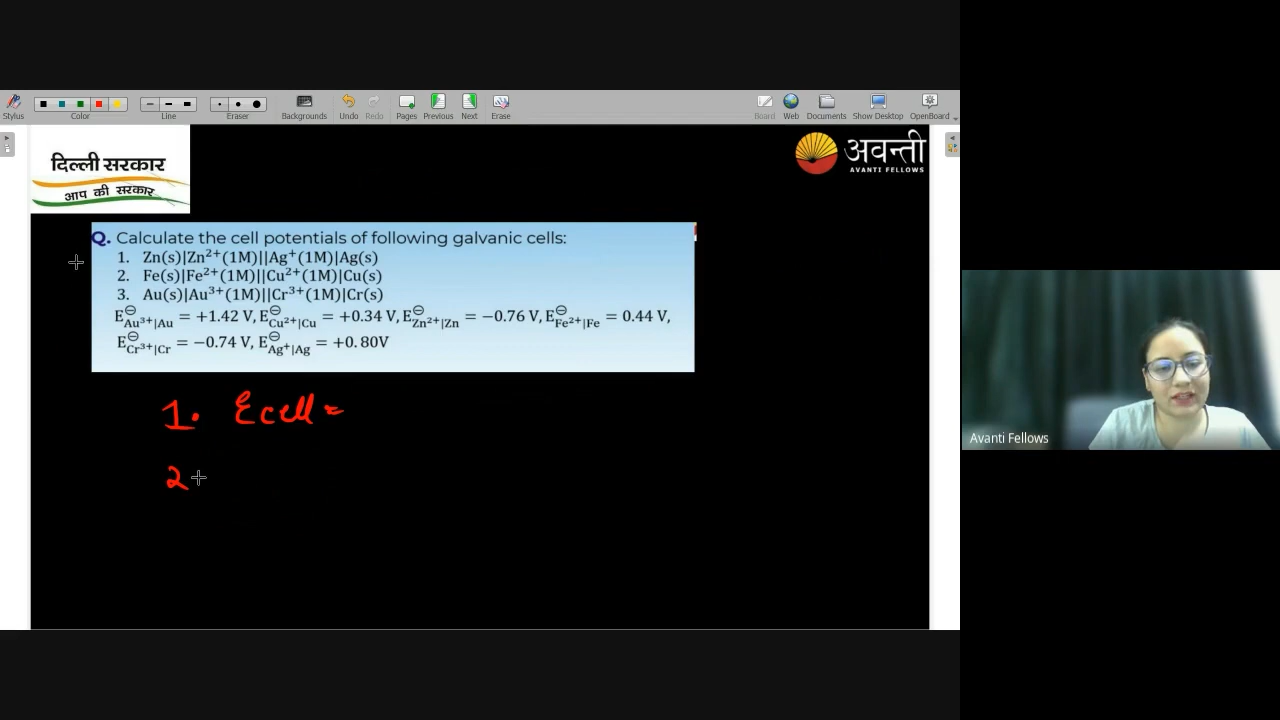 Stylus Color Line Eraser Backgrounds Undo Redo Pages Previous Next Erase Board Web Documents Show Desktop OpenBoard
दिल्ली सरकार
आप की सरकार
अवन्ती
AVANTI FELLOWS
Q. Calculate the cell potentials of following galvanic cells:
1. Zn(s)|Zn²⁺(1M)||Ag⁺(1M)|Ag(s)
2. Fe(s)|Fe²⁺(1M)||Cu²⁺(1M)|Cu(s)
3. Au(s)|Au³⁺(1M)||Cr³⁺(1M)|Cr(s)
E⊖Au³⁺|Au = +1.42 V, E⊖Cu²⁺|Cu = +0.34 V, E⊖Zn²⁺|Zn = −0.76 V, E⊖Fe²⁺|Fe = 0.44 V,
E⊖Cr³⁺|Cr = −0.74 V, E⊖Ag⁺|Ag = +0.80V
1. Ecell =
2
Avanti Fellows